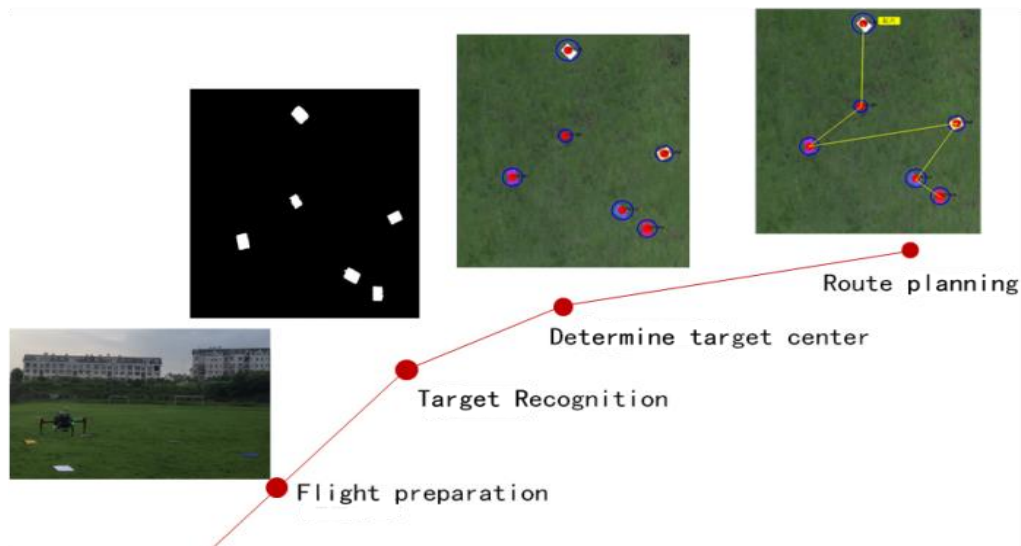 Route planning
Determine target center
Target Recognition
Flight preparation